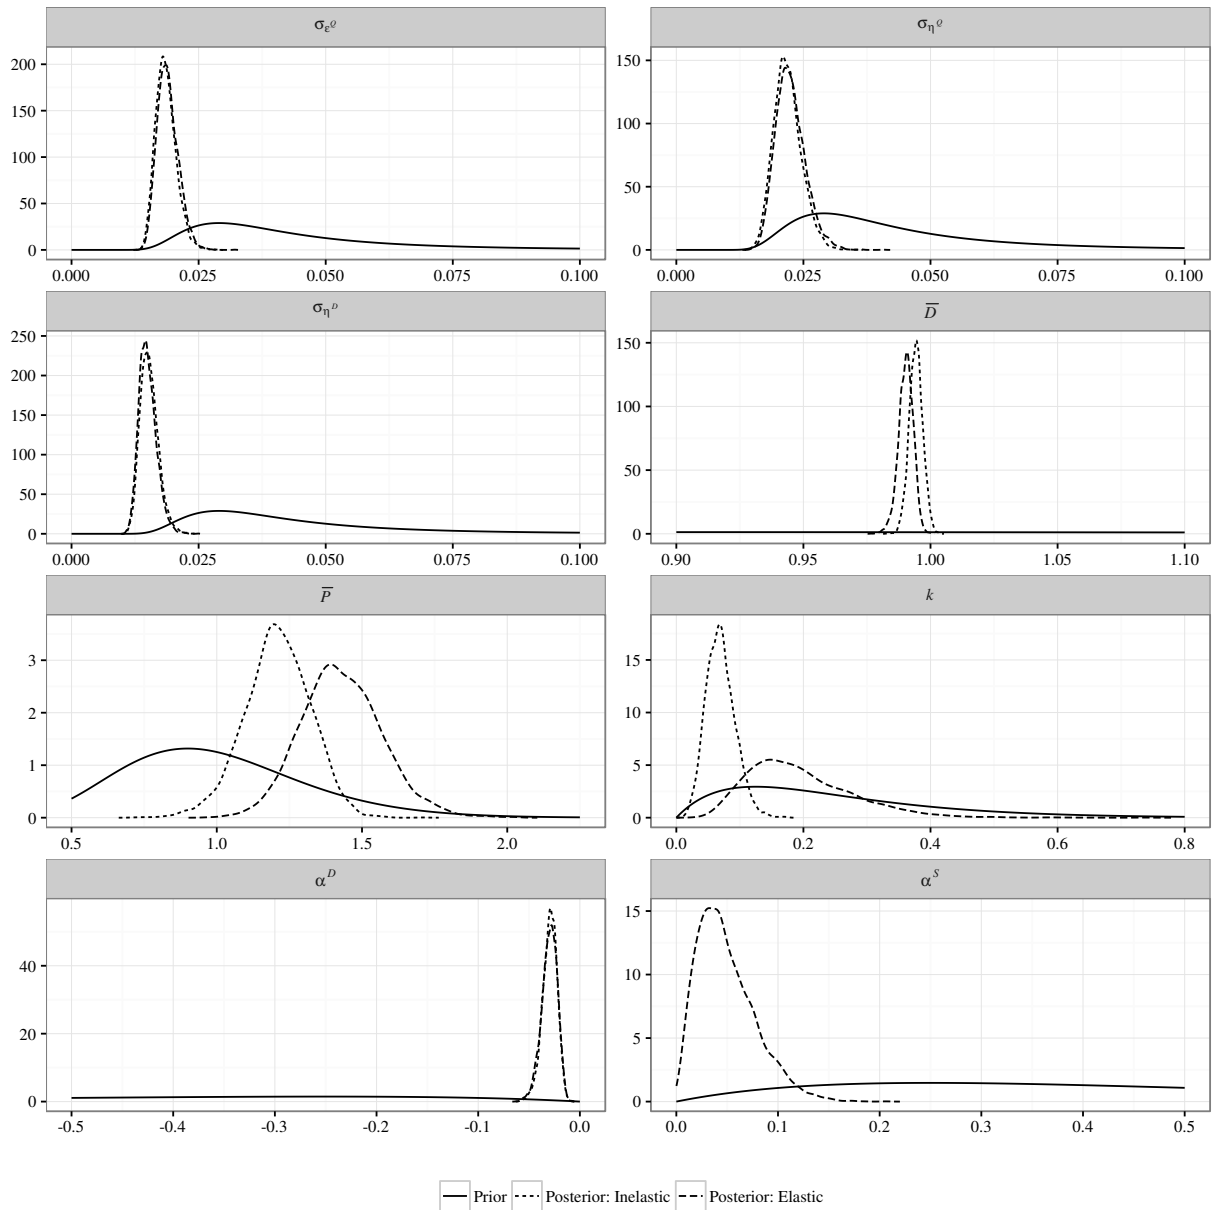 σ_ε^Q σ_η^Q
200
150
100
50
0
0.000 0.025 0.050 0.075 0.100
150
100
50
0
0.000 0.025 0.050 0.075 0.100
σ_η^D D̅
250
200
150
100
50
0
0.000 0.025 0.050 0.075 0.100
150
100
50
0
0.90 0.95 1.00 1.05 1.10
P̅ k
3
2
1
0
0.5 1.0 1.5 2.0
15
10
5
0
0.0 0.2 0.4 0.6 0.8
α^D α^S
40
20
0
-0.5 -0.4 -0.3 -0.2 -0.1 0.0
15
10
5
0
0.0 0.1 0.2 0.3 0.4 0.5
Prior Posterior: Inelastic Posterior: Elastic